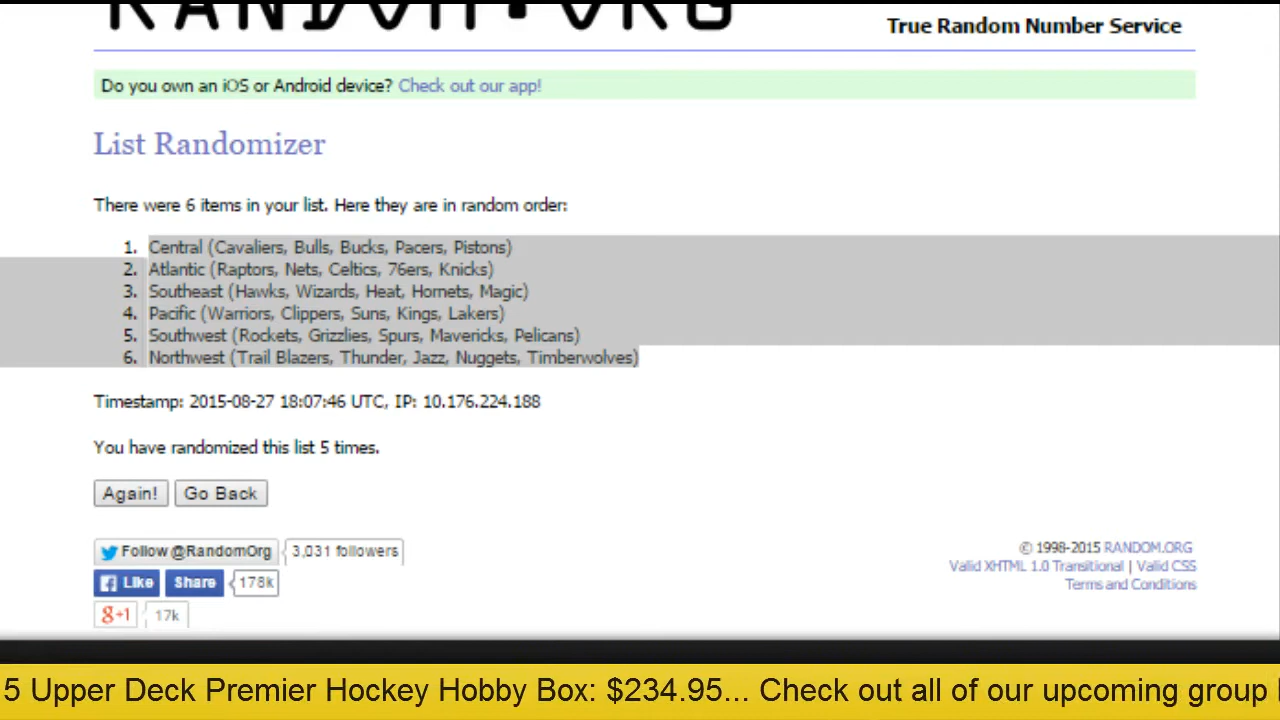 RANDOM.ORG
True Random Number Service
Do you own an iOS or Android device? Check out our app!
List Randomizer
There were 6 items in your list. Here they are in random order:
1. Central (Cavaliers, Bulls, Bucks, Pacers, Pistons)
2. Atlantic (Raptors, Nets, Celtics, 76ers, Knicks)
3. Southeast (Hawks, Wizards, Heat, Hornets, Magic)
4. Pacific (Warriors, Clippers, Suns, Kings, Lakers)
5. Southwest (Rockets, Grizzlies, Spurs, Mavericks, Pelicans)
6. Northwest (Trail Blazers, Thunder, Jazz, Nuggets, Timberwolves)
Timestamp: 2015-08-27 18:07:46 UTC, IP: 10.176.224.188
You have randomized this list 5 times.
Again! Go Back
Follow @RandomOrg 3,031 followers
Like Share 178k
g+1 17k
© 1998-2015 RANDOM.ORG
Valid XHTML 1.0 Transitional | Valid CSS
Terms and Conditions
5 Upper Deck Premier Hockey Hobby Box: $234.95... Check out all of our upcoming group